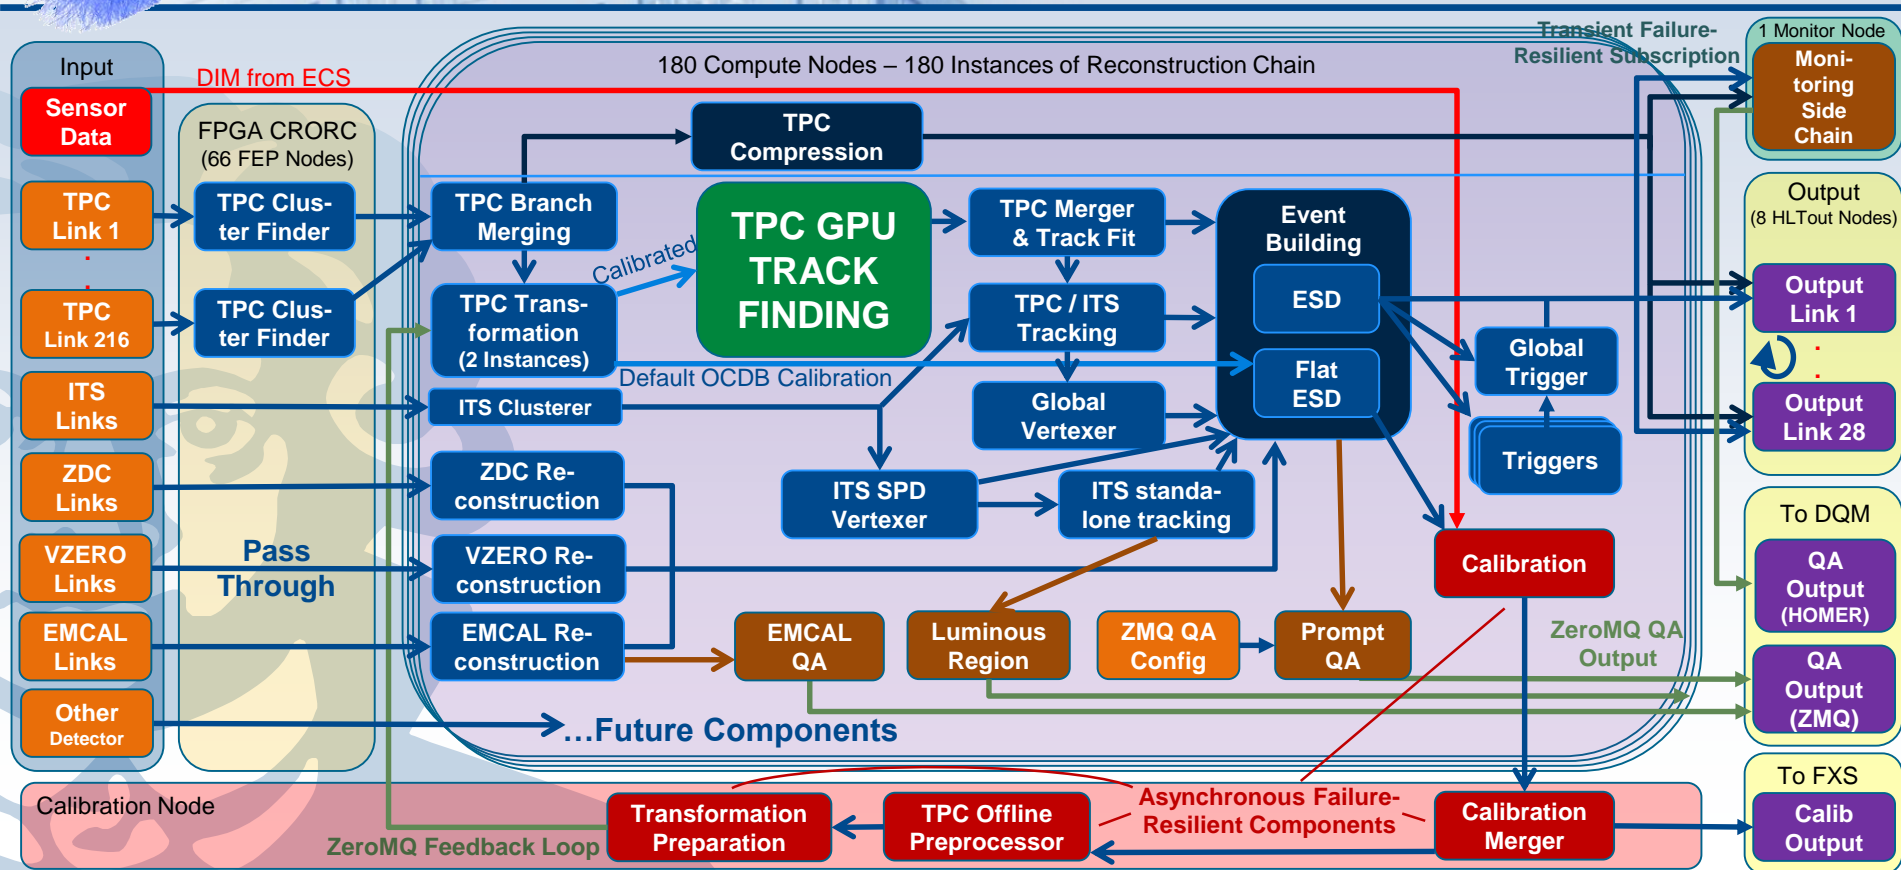 Input
Sensor
Data
TPC
Link 1
.
.
TPC
Link 216
ITS
Links
ZDC
Links
VZERO
Links
EMCAL
Links
Other
Detector
DIM from ECS
FPGA CRORC
(66 FEP Nodes)
TPC Clus-
ter Finder
TPC Clus-
ter Finder
Pass
Through
180 Compute Nodes – 180 Instances of Reconstruction Chain
TPC
Compression
TPC Branch
Merging
Calibrated
TPC GPU
TRACK
FINDING
TPC Merger
& Track Fit
TPC Trans-
formation
(2 Instances)
TPC / ITS
Tracking
Default OCDB Calibration
Event
Building
ESD
Flat
ESD
ITS Clusterer
Global
Vertexer
ZDC Re-
construction
ITS SPD
Vertexer
ITS standa-
lone tracking
VZERO Re-
construction
EMCAL Re-
construction
EMCAL
QA
Luminous
Region
ZMQ QA
Config
Prompt
QA
...Future Components
Global
Trigger
Triggers
Calibration
ZeroMQ QA
Output
Transient Failure-
Resilient Subscription
1 Monitor Node
Moni-
toring
Side
Chain
Output
(8 HLTout Nodes)
Output
Link 1
.
.
Output
Link 28
To DQM
QA
Output
(HOMER)
QA
Output
(ZMQ)
To FXS
Calib
Output
Calibration Node
ZeroMQ Feedback Loop
Transformation
Preparation
TPC Offline
Preprocessor
Asynchronous Failure-
Resilient Components
Calibration
Merger